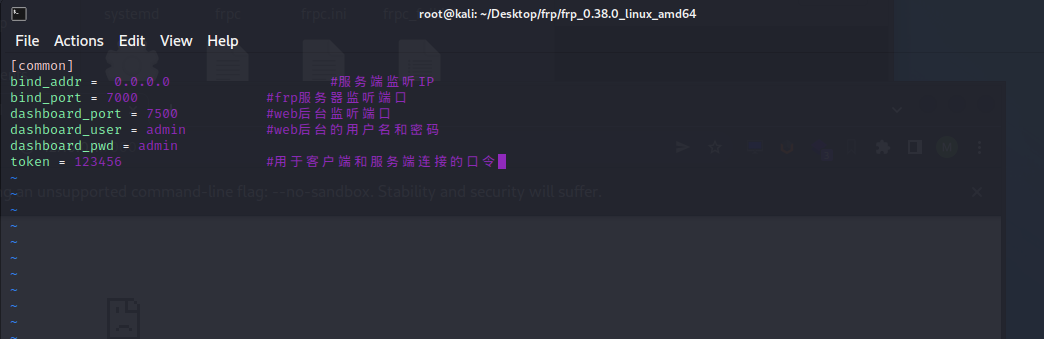 systemd frpc frpc.ini frpc_
root@kali: ~/Desktop/frp/frp_0.38.0_linux_amd64
File Actions Edit View Help
[common]
bind_addr = 0.0.0.0 #服务端监听IP
bind_port = 7000 #frp服务器监听端口
dashboard_port = 7500 #web后台监听端口
dashboard_user = admin #web后台的用户名和密码
dashboard_pwd = admin
token = 123456 #用于客户端和服务端连接的口令
~
~
g an unsupported command-line flag: --no-sandbox. Stability and security will suffer.
~
~
~
~
~
~
~
~
~